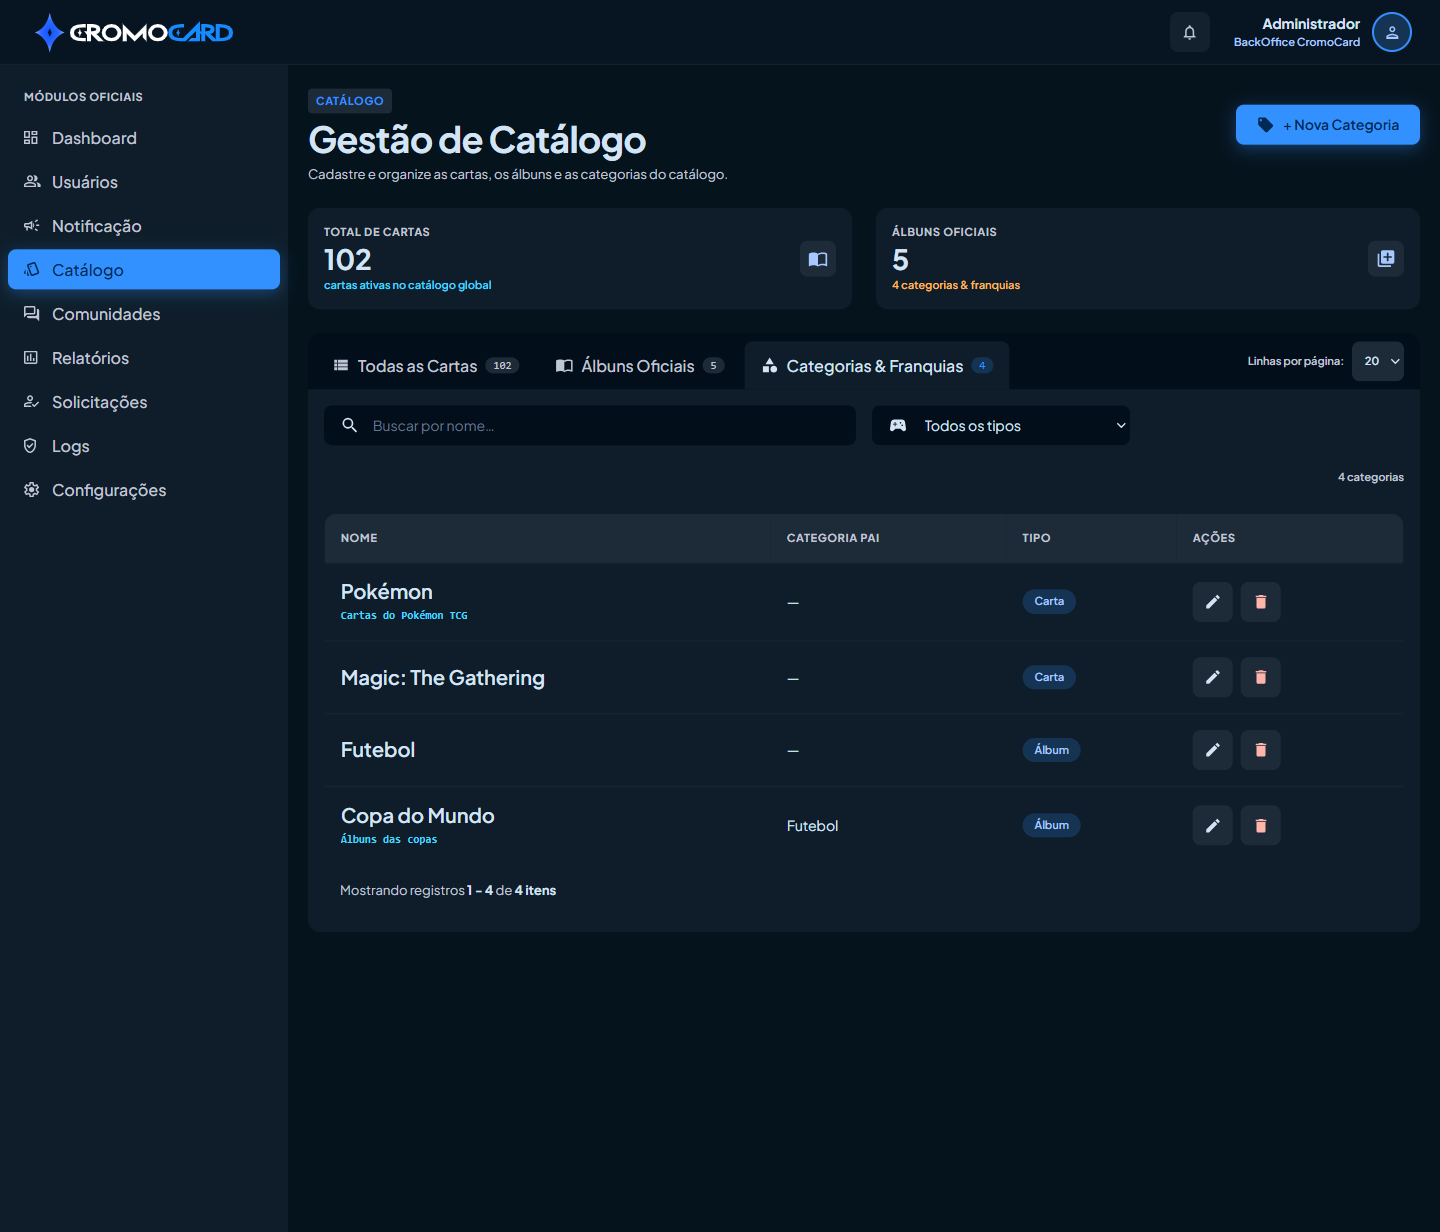 CROMOCARD
Administrador
BackOffice CromoCard
MÓDULOS OFICIAIS
Dashboard
Usuários
Notificação
Catálogo
Comunidades
Relatórios
Solicitações
Logs
Configurações
CATÁLOGO
Gestão de Catálogo
Cadastre e organize as cartas, os álbuns e as categorias do catálogo.
+ Nova Categoria
TOTAL DE CARTAS
102
cartas ativas no catálogo global
ÁLBUNS OFICIAIS
5
4 categorias & franquias
Todas as Cartas 102
Álbuns Oficiais 5
Categorias & Franquias 4
Linhas por página: 20
Buscar por nome...
Todos os tipos
4 categorias
NOME CATEGORIA PAI TIPO AÇÕES
Pokémon — Carta
Cartas do Pokémon TCG
Magic: The Gathering — Carta
Futebol — Álbum
Copa do Mundo Futebol Álbum
Álbuns das copas
Mostrando registros 1 - 4 de 4 itens